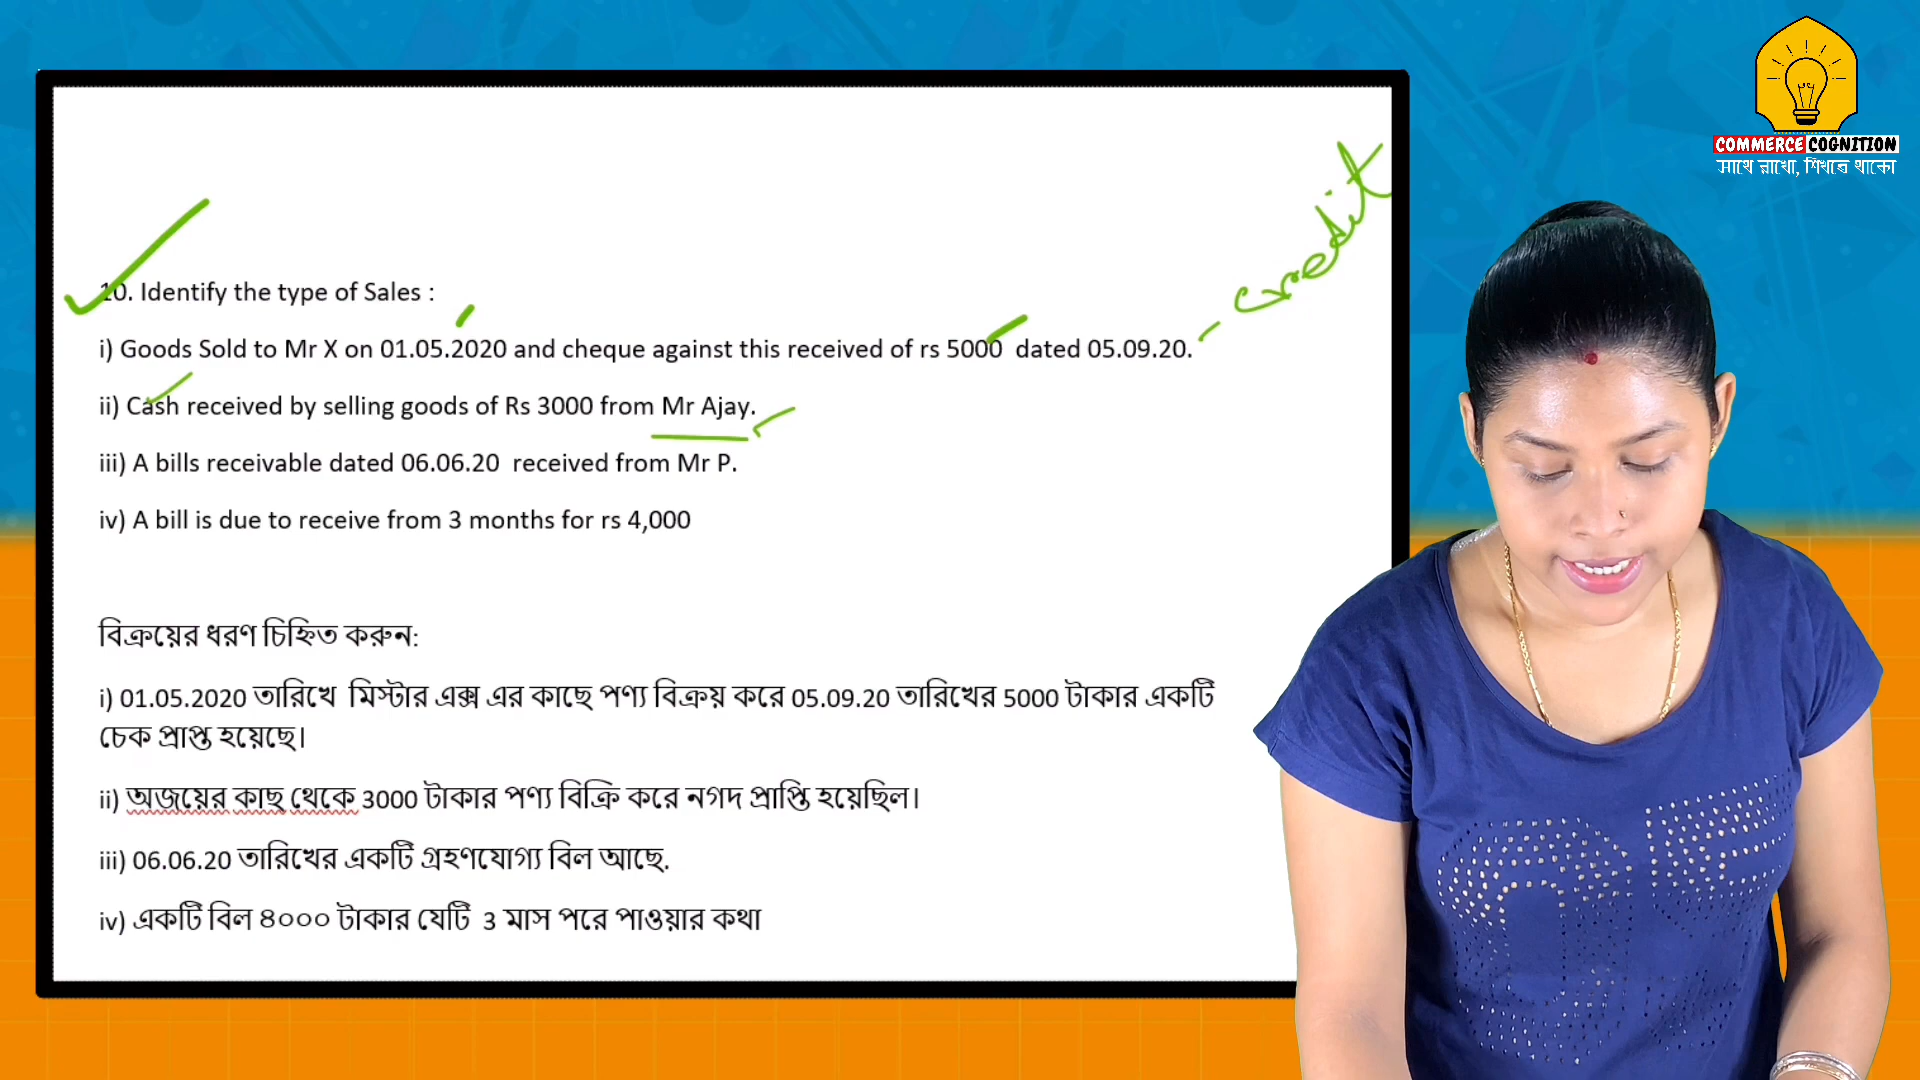 COMMERCE COGNITION
সাথে রাখো, শিখতে থাকো
credit
10. Identify the type of Sales :
i) Goods Sold to Mr X on 01.05.2020 and cheque against this received of rs 5000 dated 05.09.20.
ii) Cash received by selling goods of Rs 3000 from Mr Ajay.
iii) A bills receivable dated 06.06.20 received from Mr P.
iv) A bill is due to receive from 3 months for rs 4,000
বিক্রয়ের ধরণ চিহ্নিত করুন:
i) 01.05.2020 তারিখে মিস্টার এক্স এর কাছে পণ্য বিক্রয় করে 05.09.20 তারিখের 5000 টাকার একটি
চেক প্রাপ্ত হয়েছে।
ii) অজয়ের কাছ থেকে 3000 টাকার পণ্য বিক্রি করে নগদ প্রাপ্তি হয়েছিল।
iii) 06.06.20 তারিখের একটি গ্রহণযোগ্য বিল আছে.
iv) একটি বিল ৪০০০ টাকার যেটি 3 মাস পরে পাওয়ার কথা